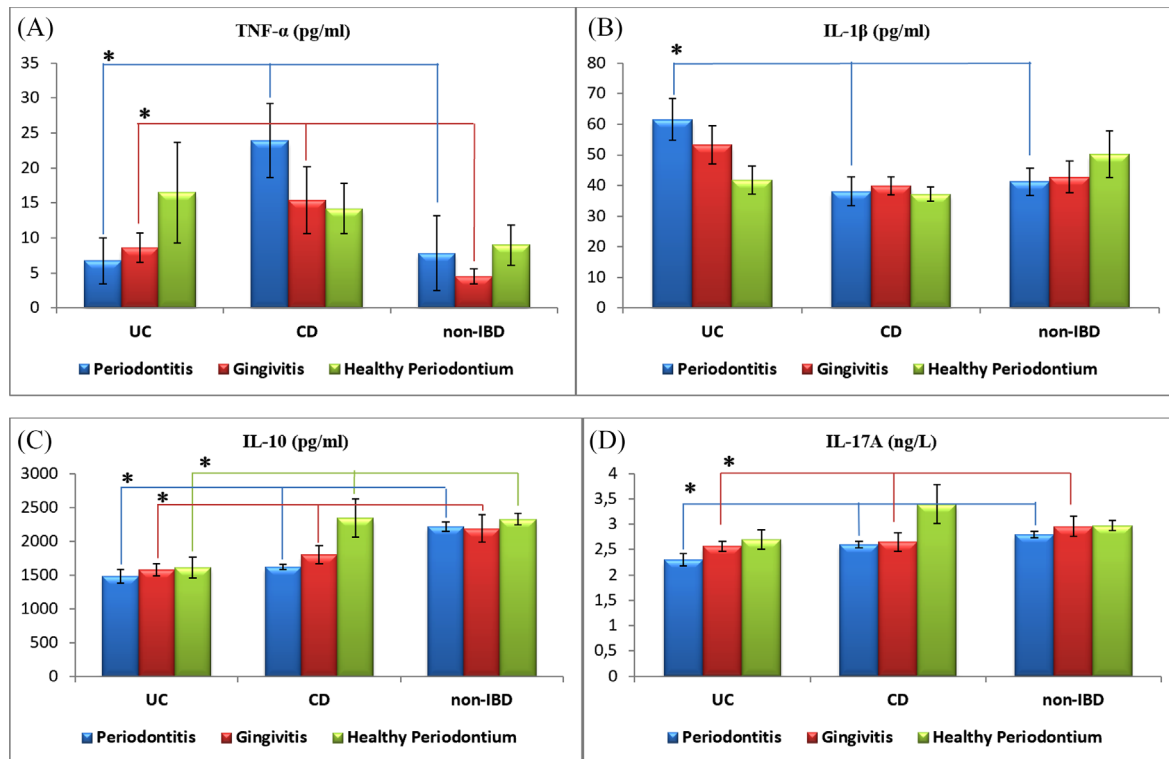 (A)
TNF-α (pg/ml)
*
*
35
30
25
20
15
10
5
0
UC CD non-IBD
Periodontitis Gingivitis Healthy Periodontium
(B)
IL-1β (pg/ml)
*
80
70
60
50
40
30
20
10
0
UC CD non-IBD
Periodontitis Gingivitis Healthy Periodontium
(C)
IL-10 (pg/ml)
*
*
*
3000
2500
2000
1500
1000
500
0
UC CD non-IBD
Periodontitis Gingivitis Healthy Periodontium
(D)
IL-17A (ng/L)
*
*
4
3,5
3
2,5
2
1,5
1
0,5
0
UC CD non-IBD
Periodontitis Gingivitis Healthy Periodontium